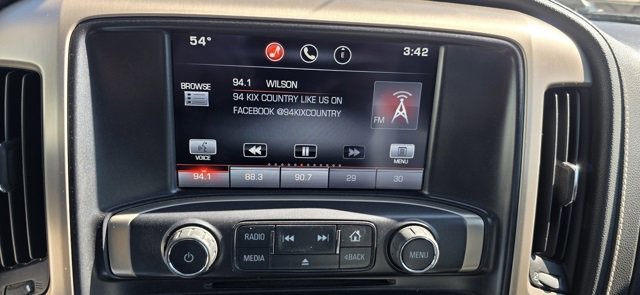 54°
3:42
BROWSE
94.1 WILSON
94 KIX COUNTRY LIKE US ON
FACEBOOK @94KIXCOUNTRY
FM
VOICE
MENU
94.1 88.3 90.7 29 30
RADIO
MEDIA
<BACK
MENU